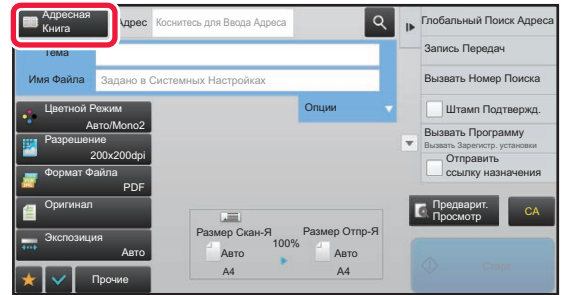 Адресная
Книга
Адрес
Коснитесь для Ввода Адреса
Тема
Имя Файла
Задано в Системных Настройках
Опции
Цветной Режим
Авто/Mono2
Разрешение
200x200dpi
Формат Файла
PDF
Оригинал
Экспозиция
Авто
Прочие
Размер Скан-Я
Авто
A4
100%
Размер Отпр-Я
Авто
A4
Глобальный Поиск Адреса
Запись Передач
Вызвать Номер Поиска
Штамп Подтвержд.
Вызвать Программу
Вызвать Зарегистр. установки
Отправить
ссылку назначения
Предварит.
Просмотр
CA
Старт